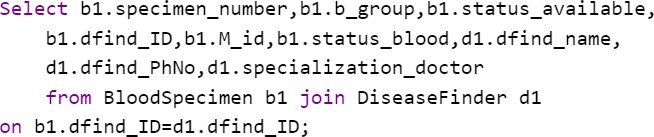 Select b1.specimen_number,b1.b_group,b1.status_available,
b1.dfind_ID,b1.M_id,b1.status_blood,d1.dfind_name,
d1.dfind_PhNo,d1.specialization_doctor
from BloodSpecimen b1 join DiseaseFinder d1
on b1.dfind_ID=d1.dfind_ID;